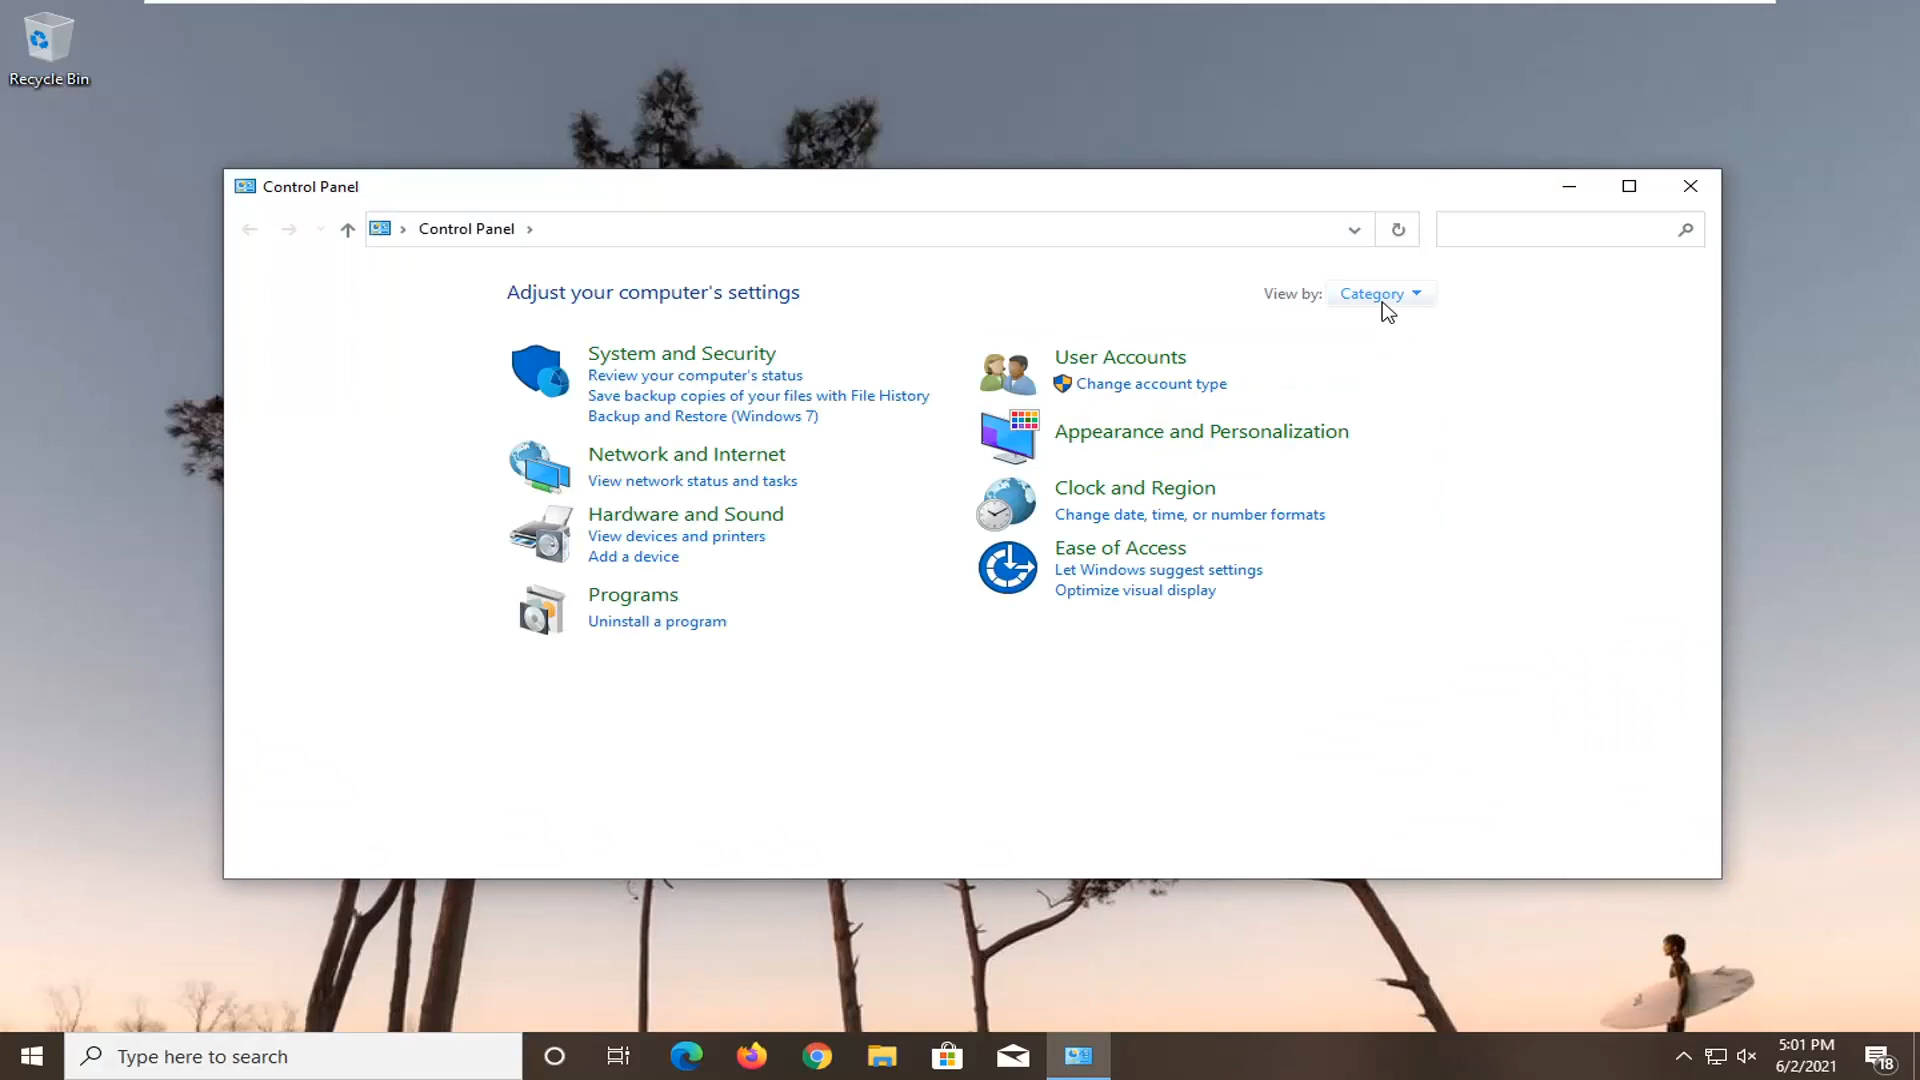 Recycle Bin
Control Panel
Control Panel
Adjust your computer's settings
View by: Category
System and Security
Review your computer's status
Save backup copies of your files with File History
Backup and Restore (Windows 7)
Network and Internet
View network status and tasks
Hardware and Sound
View devices and printers
Add a device
Programs
Uninstall a program
User Accounts
Change account type
Appearance and Personalization
Clock and Region
Change date, time, or number formats
Ease of Access
Let Windows suggest settings
Optimize visual display
Type here to search
5:01 PM
6/2/2021
18